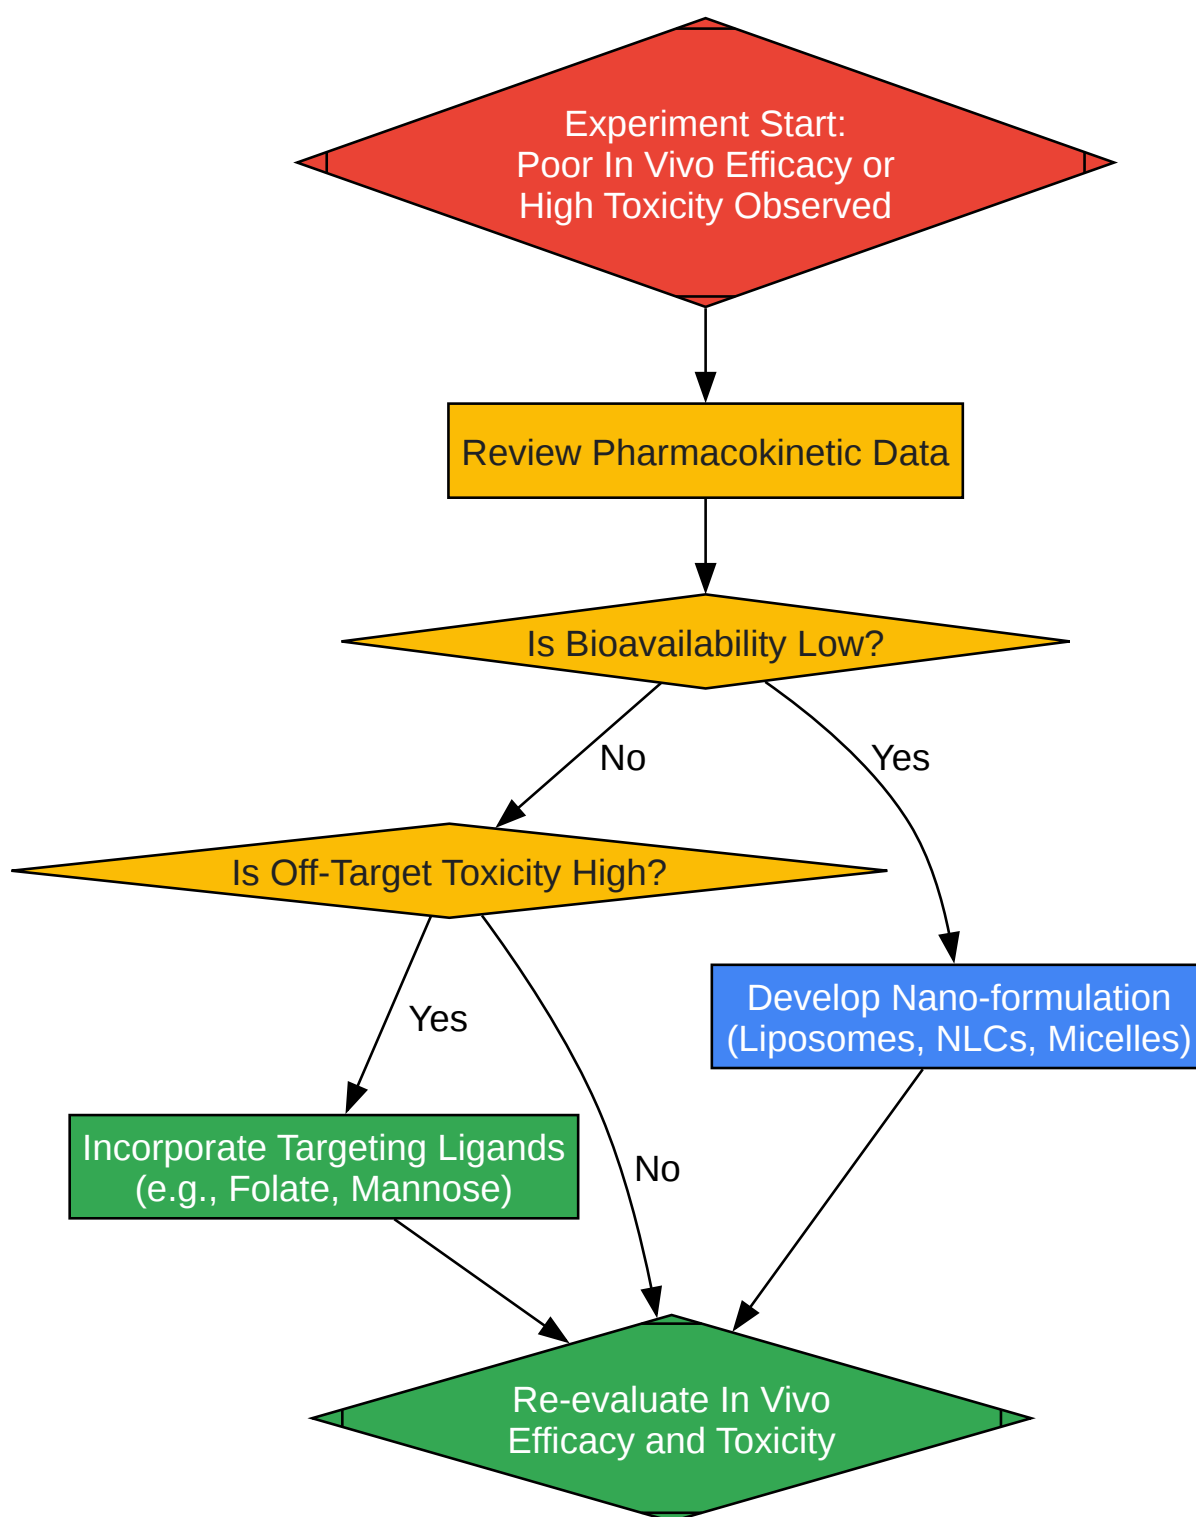 Experiment Start:
Poor In Vivo Efficacy or
High Toxicity Observed
Review Pharmacokinetic Data
Is Bioavailability Low?
No
Yes
Is Off-Target Toxicity High?
Develop Nano-formulation
(Liposomes, NLCs, Micelles)
Yes
Incorporate Targeting Ligands
(e.g., Folate, Mannose)
No
Re-evaluate In Vivo
Efficacy and Toxicity